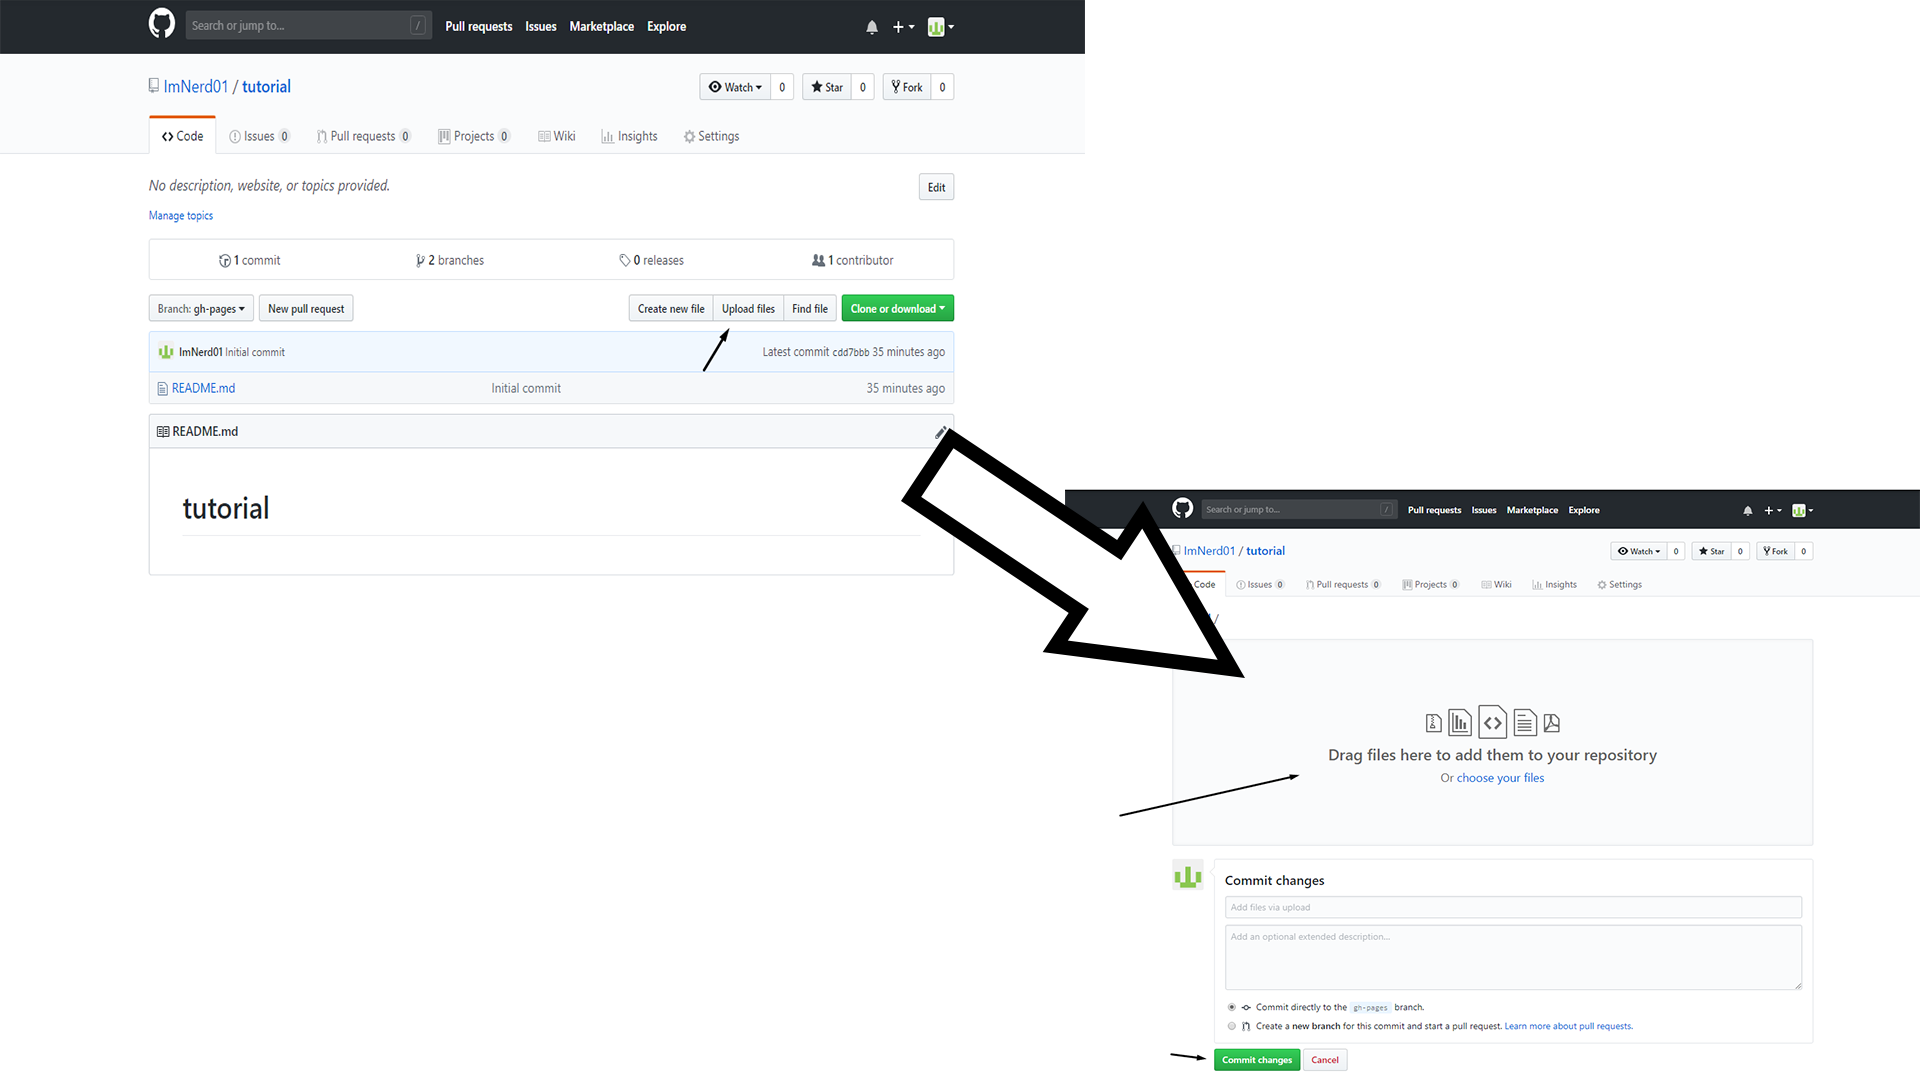 Search or jump to... /
Pull requests Issues Marketplace Explore
ImNerd01 / tutorial
Watch 0 Star 0 Fork 0
Code Issues 0 Pull requests 0 Projects 0 Wiki Insights Settings
No description, website, or topics provided.
Edit
Manage topics
1 commit 2 branches 0 releases 1 contributor
Branch: gh-pages New pull request Create new file Upload files Find file Clone or download
ImNerd01 Initial commit Latest commit cdd7bbb 35 minutes ago
README.md Initial commit 35 minutes ago
README.md
tutorial
Search or jump to... /
Pull requests Issues Marketplace Explore
ImNerd01 / tutorial
Watch 0 Star 0 Fork 0
Code Issues 0 Pull requests 0 Projects 0 Wiki Insights Settings
/
Drag files here to add them to your repository
Or choose your files
Commit changes
Add files via upload
Add an optional extended description...
Commit directly to the gh-pages branch.
Create a new branch for this commit and start a pull request. Learn more about pull requests.
Commit changes Cancel